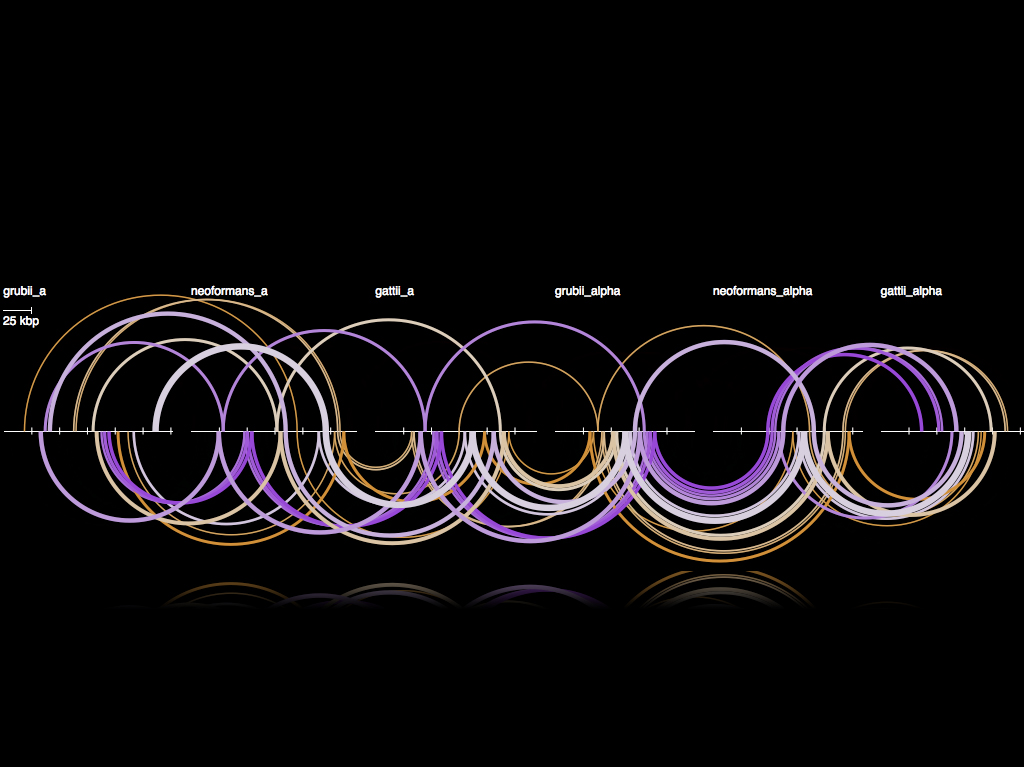 grubii_a
neoformans_a
gattii_a
grubii_alpha
neoformans_alpha
gattii_alpha
25 kbp